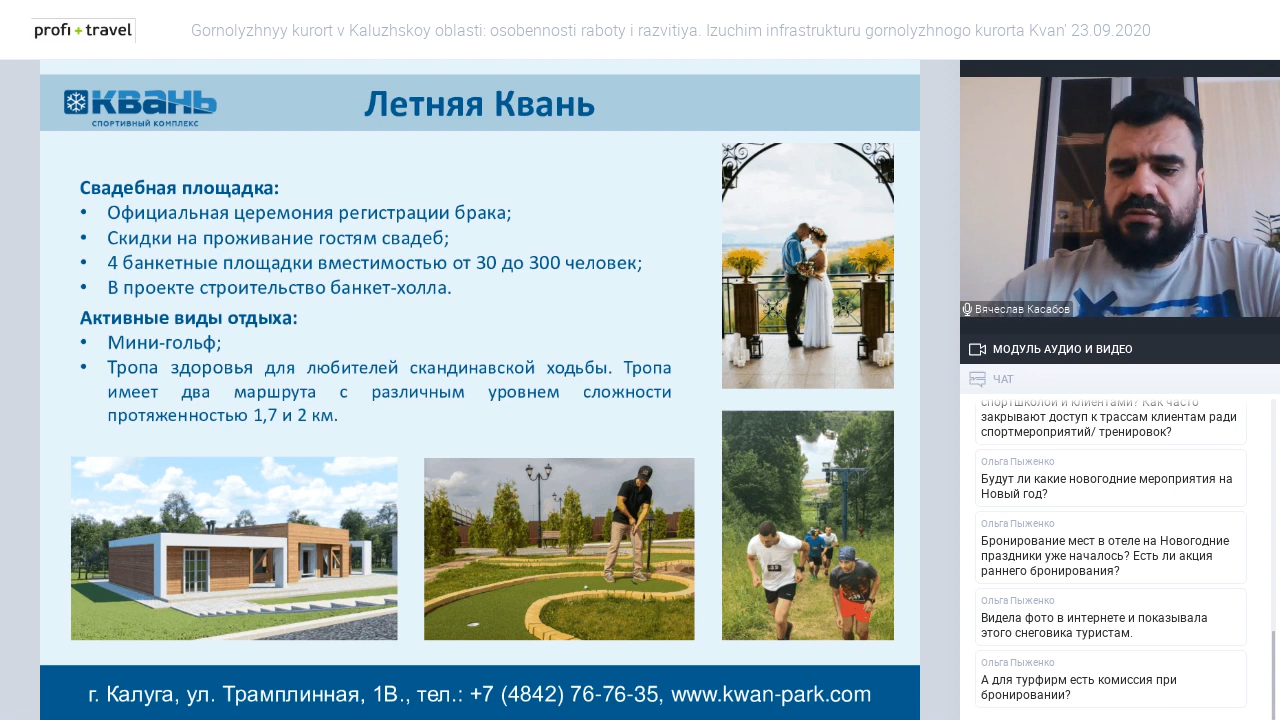 profi+travel
Gornolyzhnyy kurort v Kaluzhskoy oblasti: osobennosti raboty i razvitiya. Izuchim infrastrukturu gornolyzhnogo kurorta Kvan' 23.09.2020
КВАНЬ
СПОРТИВНЫЙ КОМПЛЕКС
Летняя Квань
Свадебная площадка:
• Официальная церемония регистрации брака;
• Скидки на проживание гостям свадеб;
• 4 банкетные площадки вместимостью от 30 до 300 человек;
• В проекте строительство банкет-холла.
Активные виды отдыха:
• Мини-гольф;
• Тропа здоровья для любителей скандинавской ходьбы. Тропа
имеет два маршрута с различным уровнем сложности
протяженностью 1,7 и 2 км.
г. Калуга, ул. Трамплинная, 1В., тел.: +7 (4842) 76-76-35, www.kwan-park.com
Вячеслав Касабов
МОДУЛЬ АУДИО И ВИДЕО
ЧАТ
спортшколой и клиентами? Как часто
закрывают доступ к трассам клиентам ради
спортмероприятий/ тренировок?
Ольга Пыженко
Будут ли какие новогодние мероприятия на
Новый год?
Ольга Пыженко
Бронирование мест в отеле на Новогодние
праздники уже началось? Есть ли акция
раннего бронирования?
Ольга Пыженко
Видела фото в интернете и показывала
этого снеговика туристам.
Ольга Пыженко
А для турфирм есть комиссия при
бронировании?